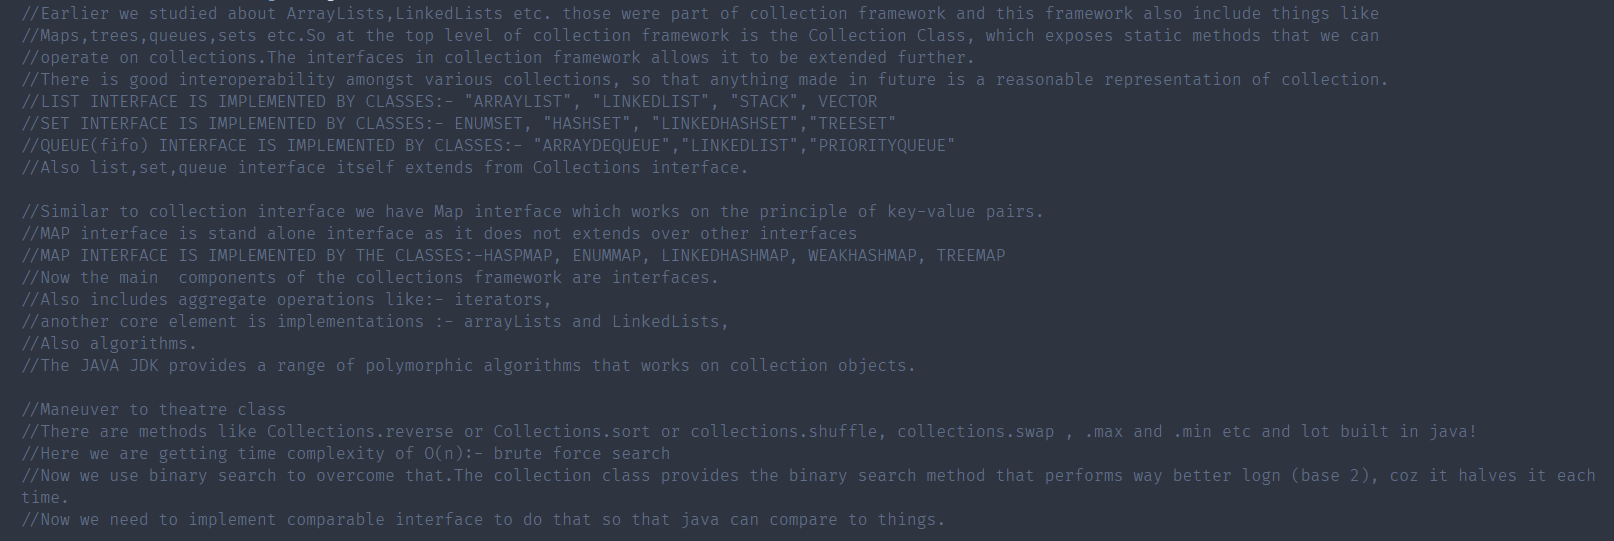 //Earlier we studied about ArrayLists,LinkedLists etc. those were part of collection framework and this framework also include things like
//Maps,trees,queues,sets etc.So at the top level of collection framework is the Collection Class, which exposes static methods that we can
//operate on collections.The interfaces in collection framework allows it to be extended further.
//There is good interoperability amongst various collections, so that anything made in future is a reasonable representation of collection.
//LIST INTERFACE IS IMPLEMENTED BY CLASSES:- "ARRAYLIST", "LINKEDLIST", "STACK", VECTOR
//SET INTERFACE IS IMPLEMENTED BY CLASSES:- ENUMSET, "HASHSET", "LINKEDHASHSET","TREESET"
//QUEUE(fifo) INTERFACE IS IMPLEMENTED BY CLASSES:- "ARRAYDEQUEUE","LINKEDLIST","PRIORITYQUEUE"
//Also list,set,queue interface itself extends from Collections interface.
//Similar to collection interface we have Map interface which works on the principle of key-value pairs.
//MAP interface is stand alone interface as it does not extends over other interfaces
//MAP INTERFACE IS IMPLEMENTED BY THE CLASSES:-HASPMAP, ENUMMAP, LINKEDHASHMAP, WEAKHASHMAP, TREEMAP
//Now the main  components of the collections framework are interfaces.
//Also includes aggregate operations like:- iterators,
//another core element is implementations :- arrayLists and LinkedLists,
//Also algorithms.
//The JAVA JDK provides a range of polymorphic algorithms that works on collection objects.
//Maneuver to theatre class
//There are methods like Collections.reverse or Collections.sort or collections.shuffle, collections.swap , .max and .min etc and lot built in java!
//Here we are getting time complexity of O(n):- brute force search
//Now we use binary search to overcome that.The collection class provides the binary search method that performs way better logn (base 2), coz it halves it each
time.
//Now we need to implement comparable interface to do that so that java can compare to things.